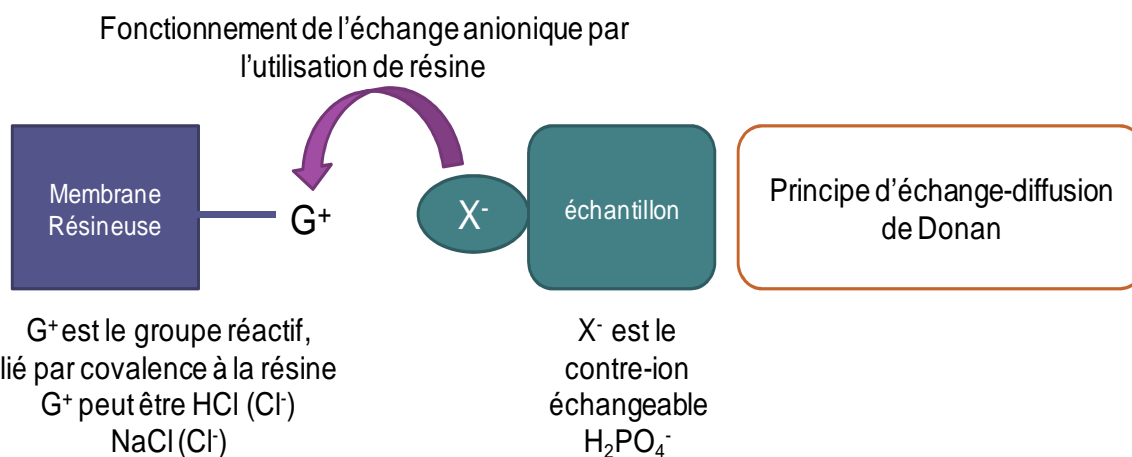 Fonctionnement de l'échange anionique par
l'utilisation de résine
Membrane
Résineuse
G⁺
X⁻
échantillon
Principe d'échange-diffusion
de Donan
G⁺ est le groupe réactif,
lié par covalence à la résine
G⁺ peut être HCl (Cl⁻)
NaCl (Cl⁻)
X⁻ est le
contre-ion
échangeable
H₂PO₄⁻